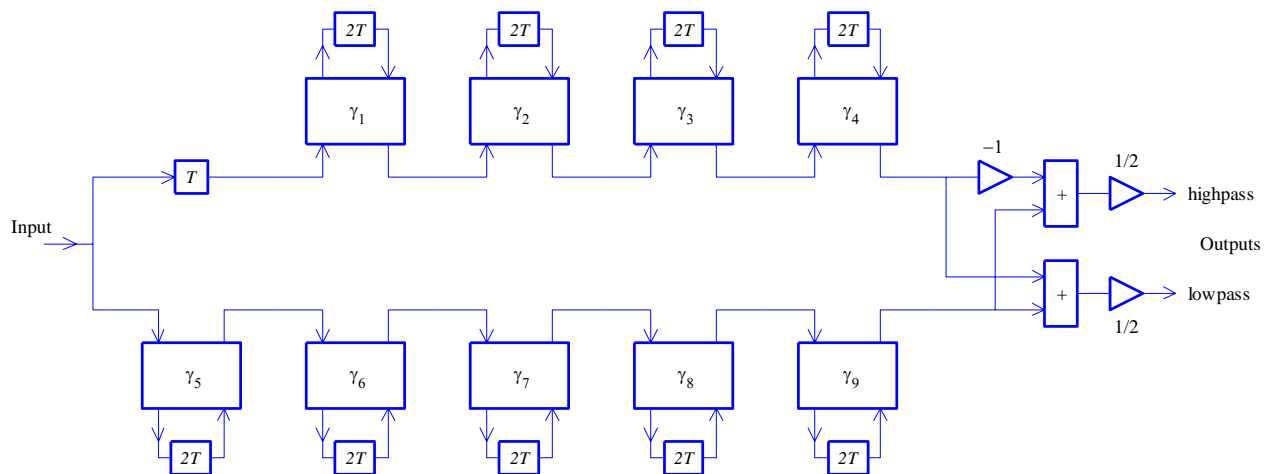 2T 2T 2T 2T
γ1 γ2 γ3 γ4
−1
1/2
T
+ highpass
Input
Outputs
+ lowpass
1/2
γ5 γ6 γ7 γ8 γ9
2T 2T 2T 2T 2T